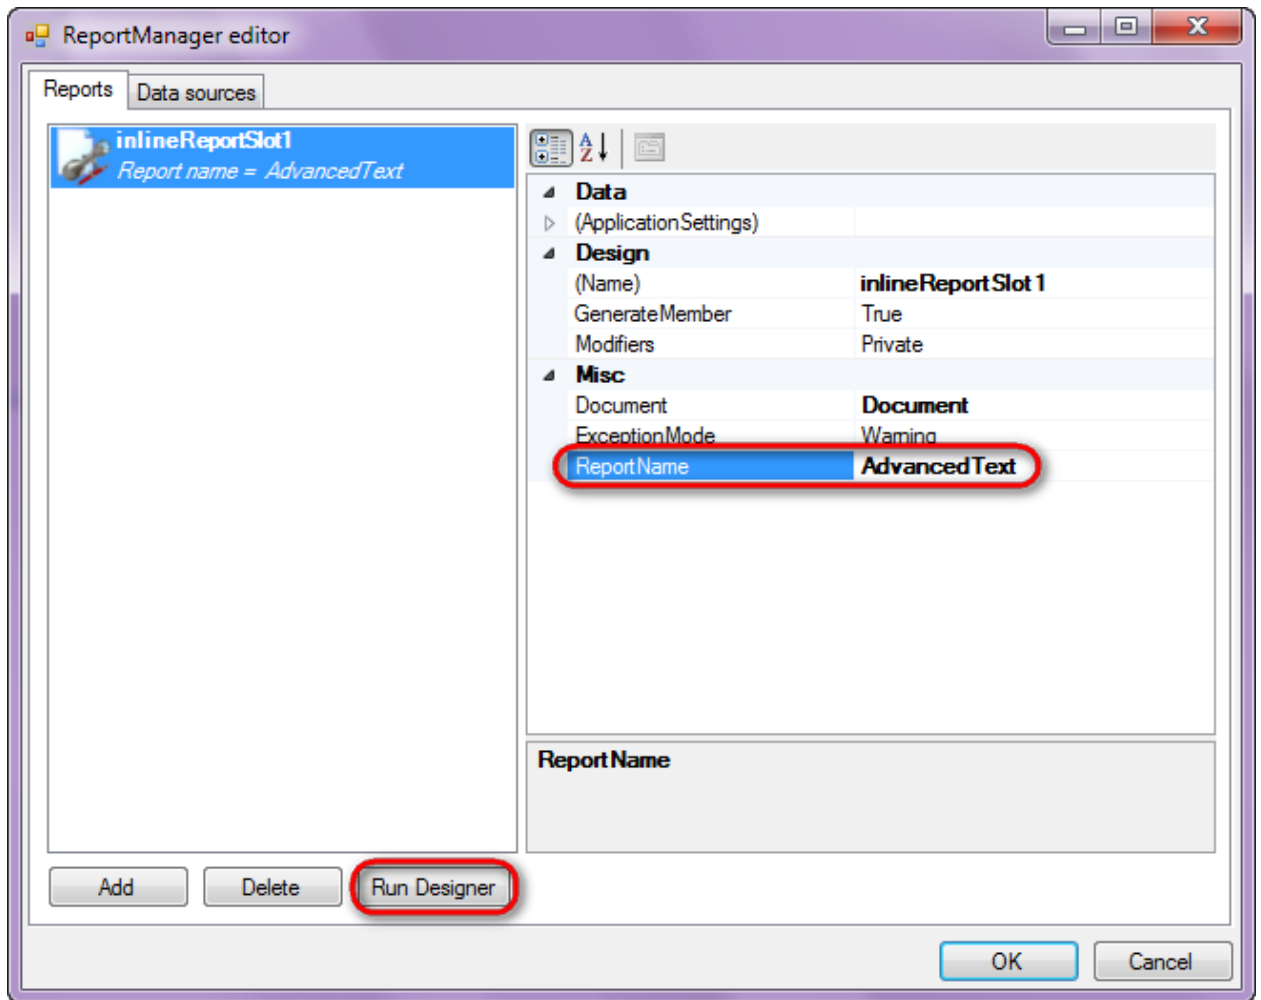 ReportManager editor
Reports
Data sources
inlineReportSlot1
Report name = AdvancedText
Data
(ApplicationSettings)
Design
(Name) inlineReportSlot1
GenerateMember True
Modifiers Private
Misc
Document Document
ExceptionMode Warning
ReportName AdvancedText
ReportName
Add
Delete
Run Designer
OK
Cancel